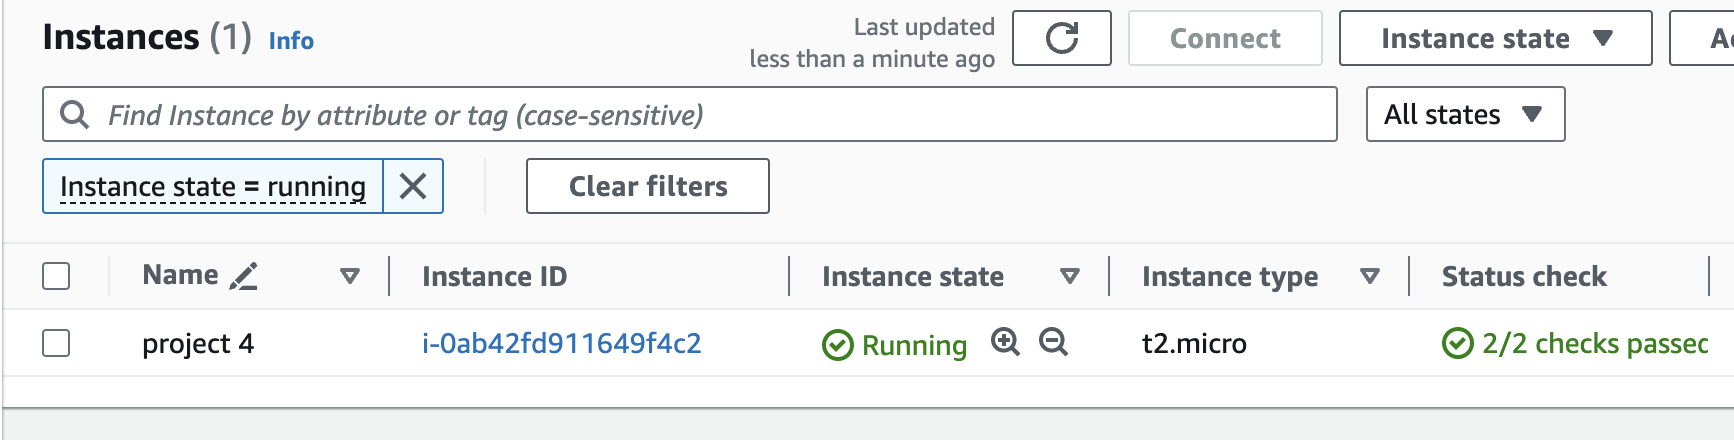 Instances (1) Info
Last updated
less than a minute ago
Connect
Instance state
Find Instance by attribute or tag (case-sensitive)
All states
Instance state = running
Clear filters
Name Instance ID Instance state Instance type Status check
project 4 i-0ab42fd911649f4c2 Running t2.micro 2/2 checks passed